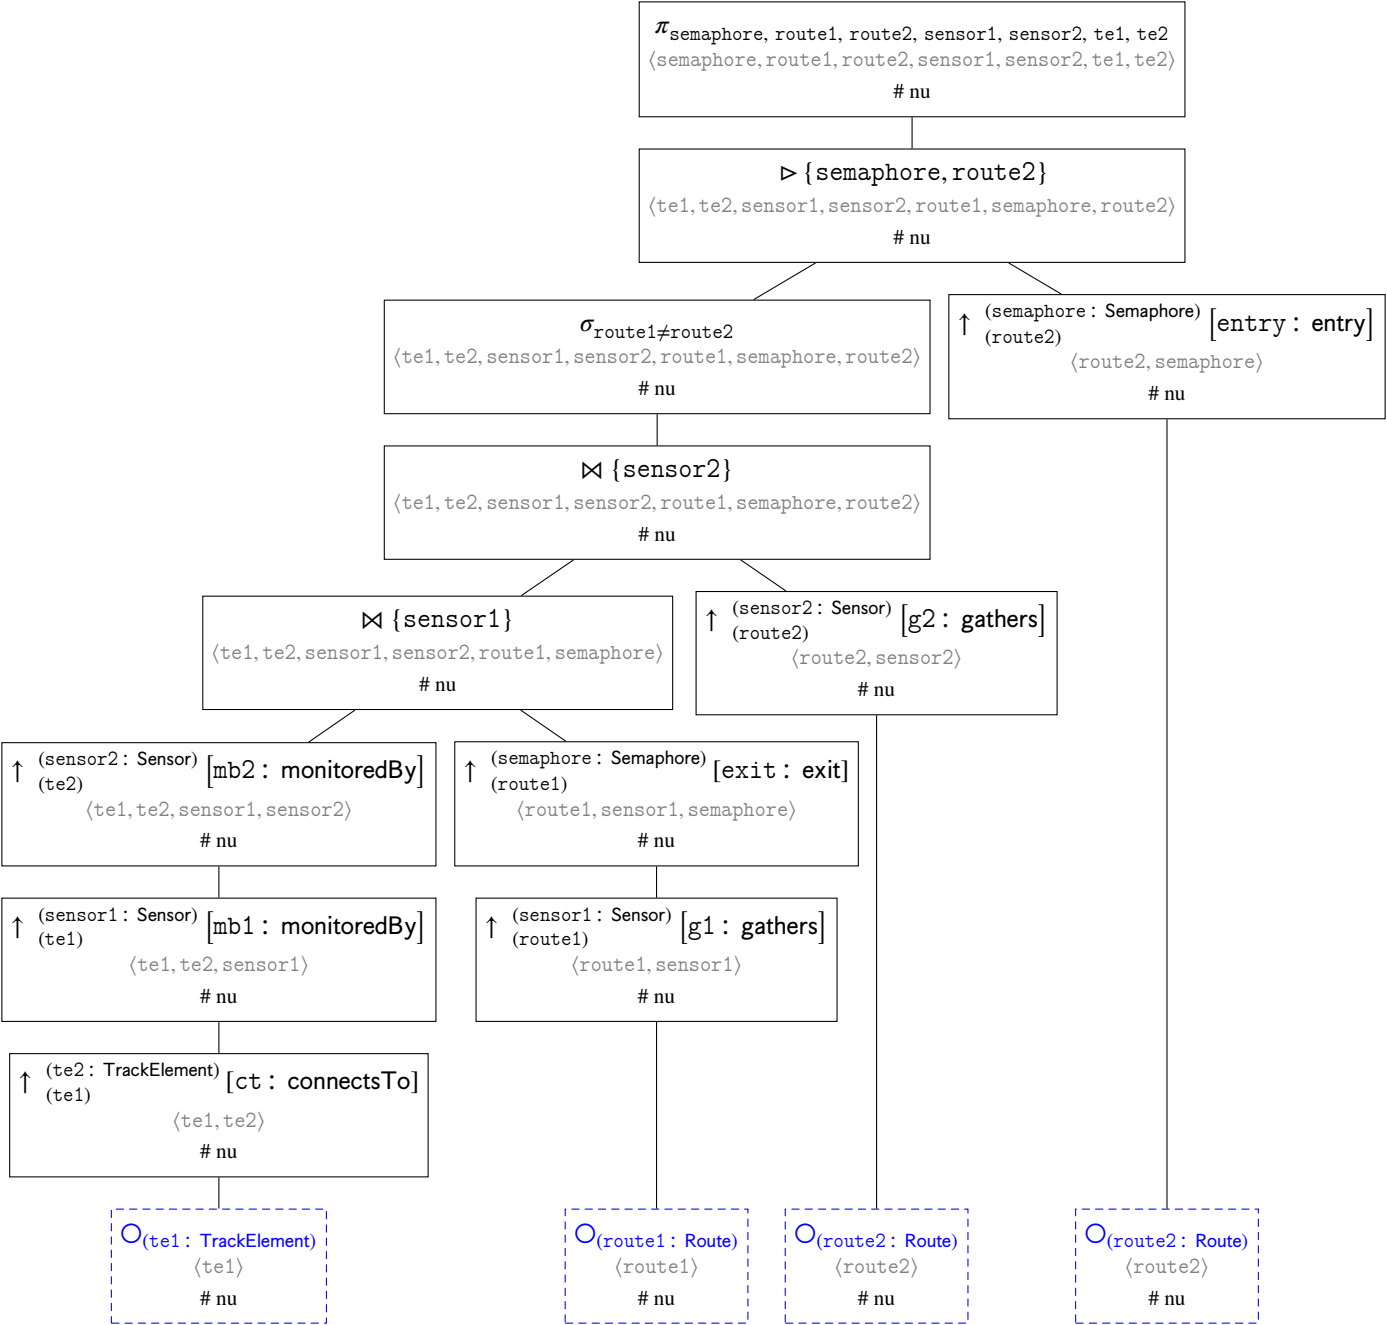 π semaphore, route1, route2, sensor1, sensor2, te1, te2
⟨semaphore, route1, route2, sensor1, sensor2, te1, te2⟩
# nu
▷ {semaphore, route2}
⟨te1, te2, sensor1, sensor2, route1, semaphore, route2⟩
# nu
σ route1≠route2
⟨te1, te2, sensor1, sensor2, route1, semaphore, route2⟩
# nu
↑ (semaphore: Semaphore) (route2) [entry: entry]
⟨route2, semaphore⟩
# nu
⋈ {sensor2}
⟨te1, te2, sensor1, sensor2, route1, semaphore, route2⟩
# nu
⋈ {sensor1}
⟨te1, te2, sensor1, sensor2, route1, semaphore⟩
# nu
↑ (sensor2: Sensor) (route2) [g2: gathers]
⟨route2, sensor2⟩
# nu
↑ (sensor2: Sensor) (te2) [mb2: monitoredBy]
⟨te1, te2, sensor1, sensor2⟩
# nu
↑ (semaphore: Semaphore) (route1) [exit: exit]
⟨route1, sensor1, semaphore⟩
# nu
↑ (sensor1: Sensor) (te1) [mb1: monitoredBy]
⟨te1, te2, sensor1⟩
# nu
↑ (sensor1: Sensor) (route1) [g1: gathers]
⟨route1, sensor1⟩
# nu
↑ (te2: TrackElement) (te1) [ct: connectsTo]
⟨te1, te2⟩
# nu
○(te1: TrackElement)
⟨te1⟩
# nu
○(route1: Route)
⟨route1⟩
# nu
○(route2: Route)
⟨route2⟩
# nu
○(route2: Route)
⟨route2⟩
# nu